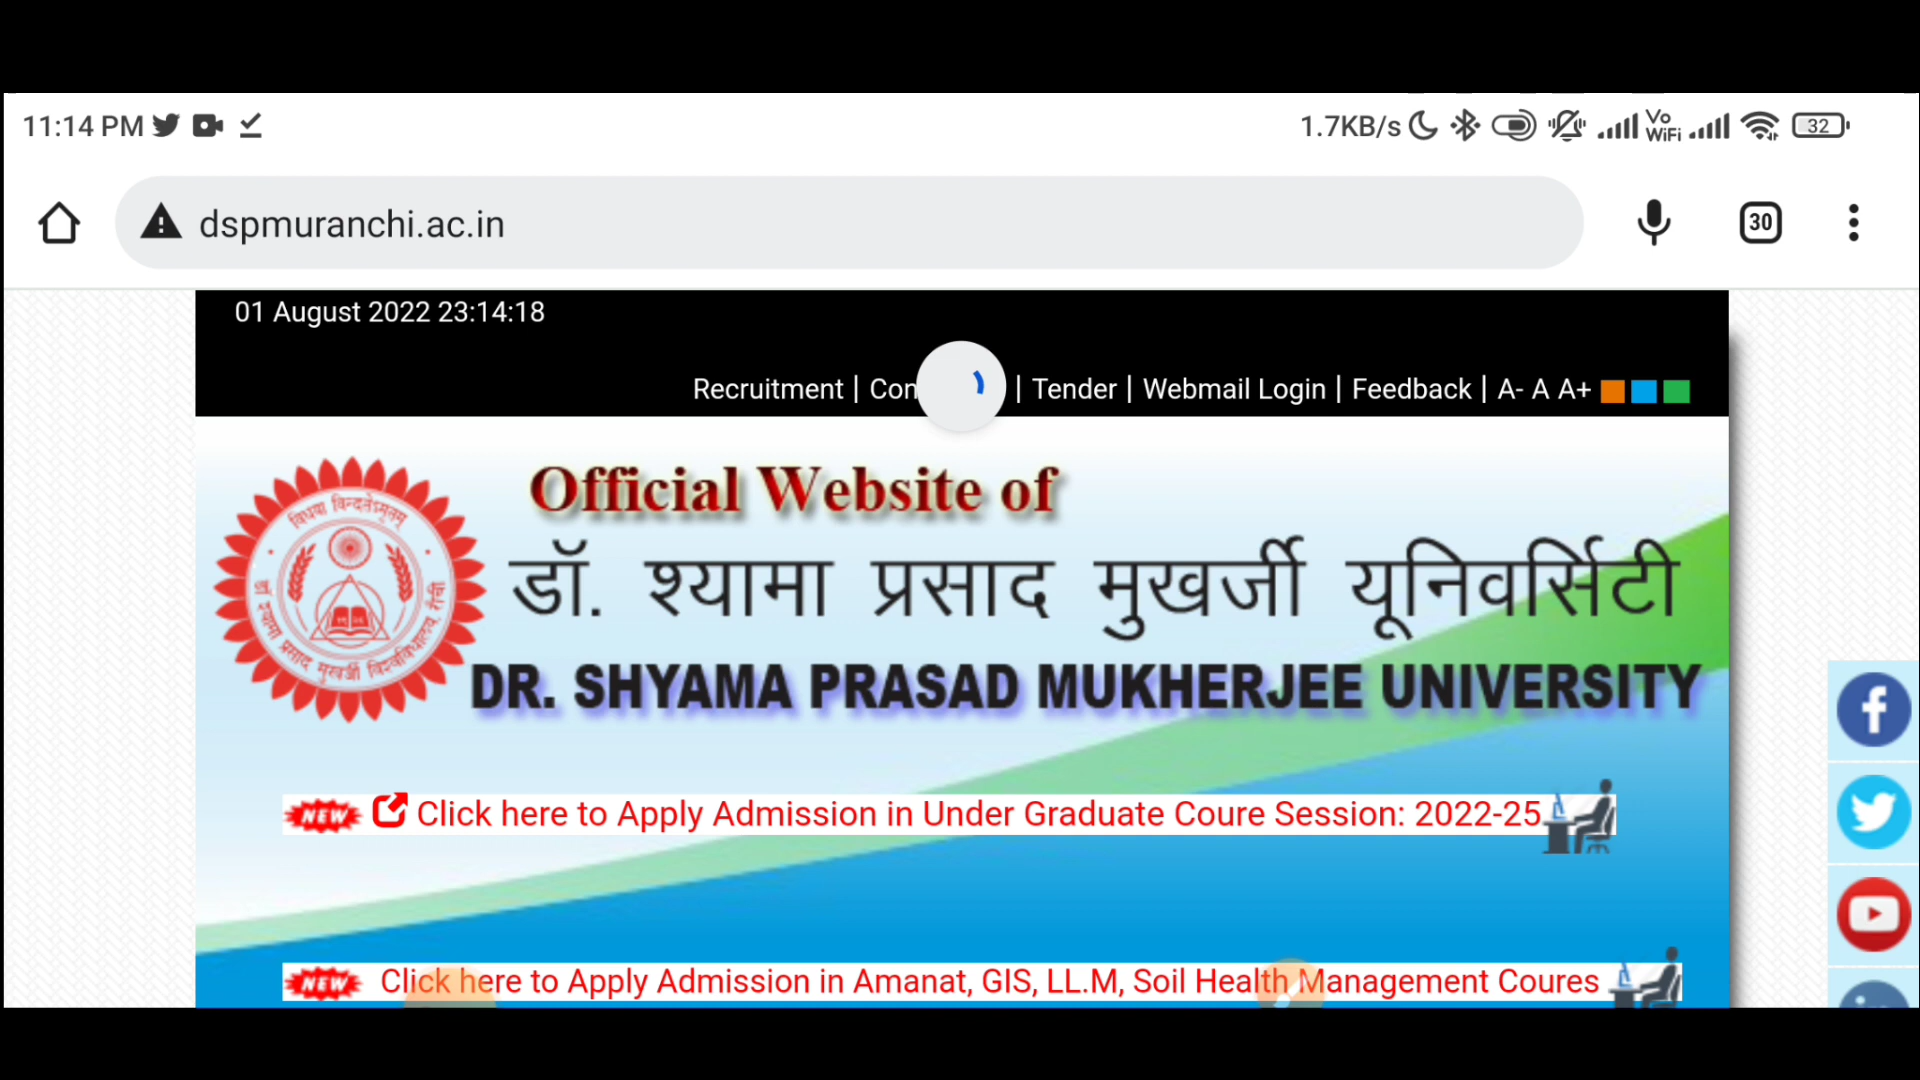 11:14 PM
1.7KB/s
Vo
WiFi
32
dspmuranchi.ac.in
30
01 August 2022 23:14:18
Recruitment | Con | Tender | Webmail Login | Feedback | A- A A+
Official Website of
डॉ. श्यामा प्रसाद मुखर्जी यूनिवर्सिटी
DR. SHYAMA PRASAD MUKHERJEE UNIVERSITY
NEW Click here to Apply Admission in Under Graduate Coure Session: 2022-25
NEW Click here to Apply Admission in Amanat, GIS, LL.M, Soil Health Management Coures